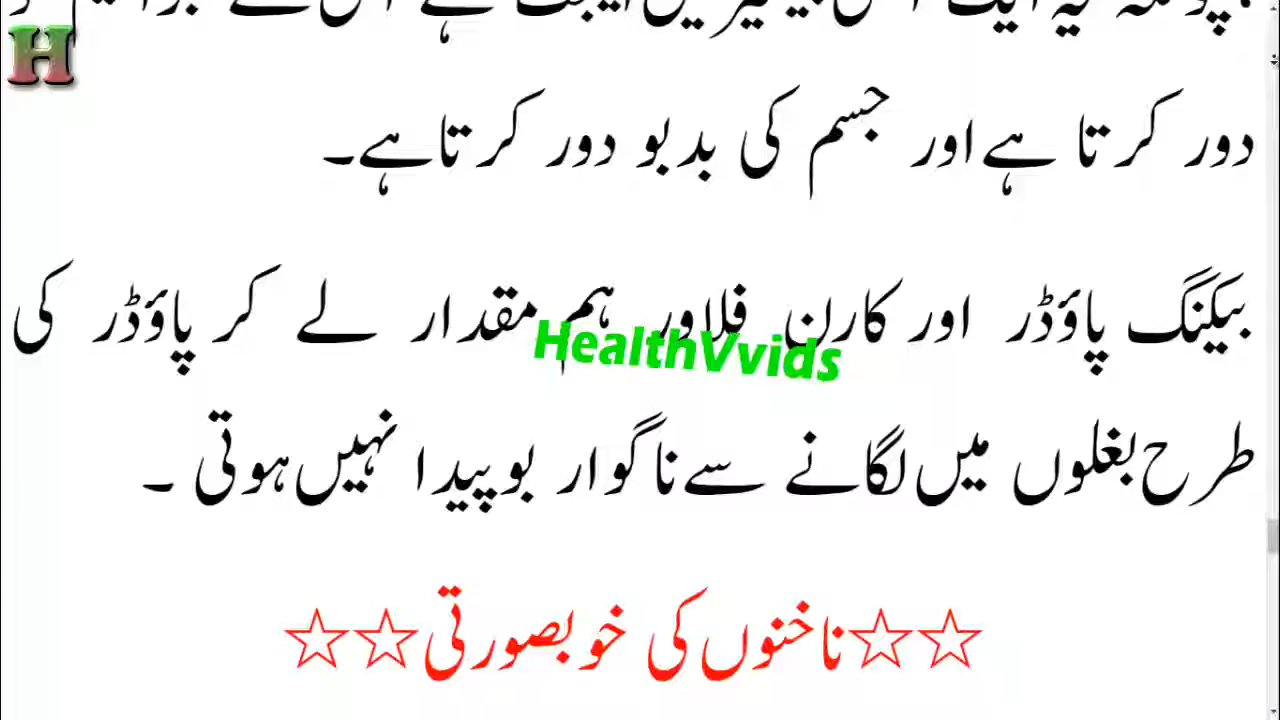 H
دور کرتا ہے اور جسم کی بدبو دور کرتا ہے۔
بیکنگ پاؤڈر اور کارن فلاور ہم مقدار لے کر پاؤڈر کی
HealthVvids
طرح بغلوں میں لگانے سے ناگوار بو پیدا نہیں ہوتی ۔
☆☆ناخنوں کی خوبصورتی☆☆